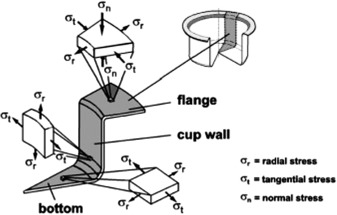 σn
σt
σr
σr
σn
σt
flange
σr
σt
cup wall
σt
σr
σt
σr
σt
σr
bottom
σr = radial stress
σt = tangential stress
σn = normal stress